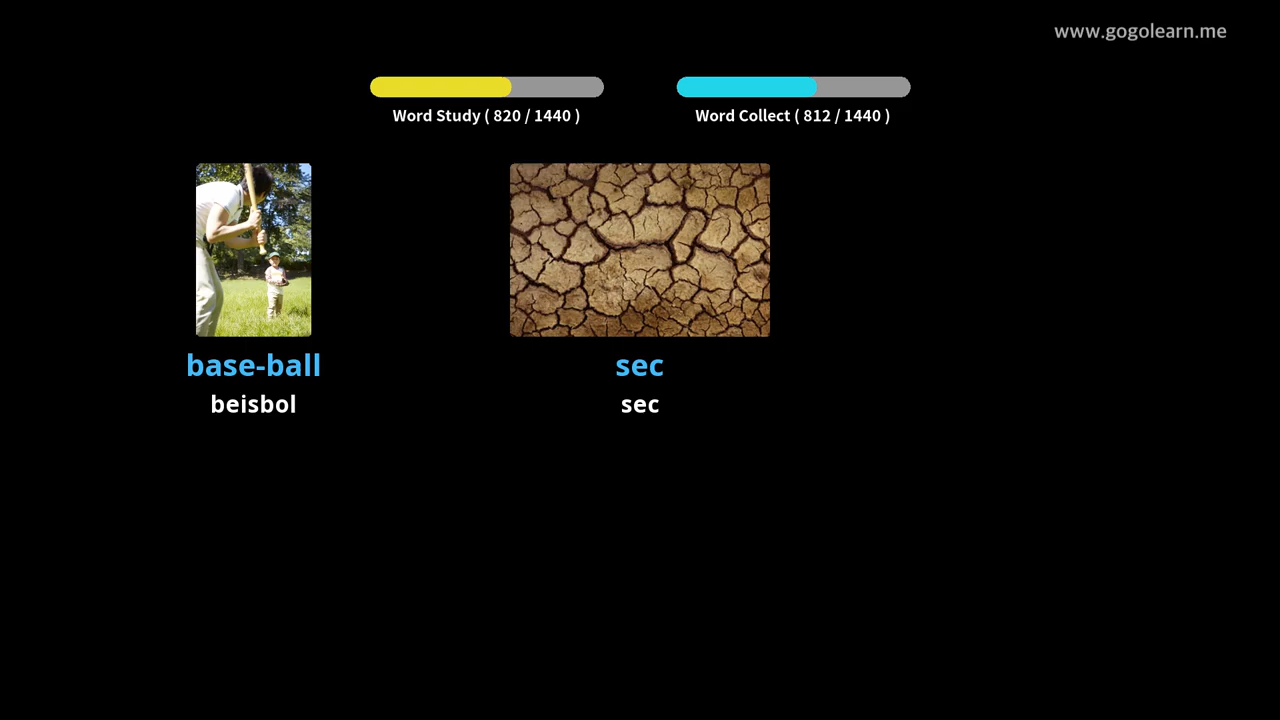 www.gogolearn.me
Word Study ( 820 / 1440 )
Word Collect ( 812 / 1440 )
base-ball
beisbol
sec
sec